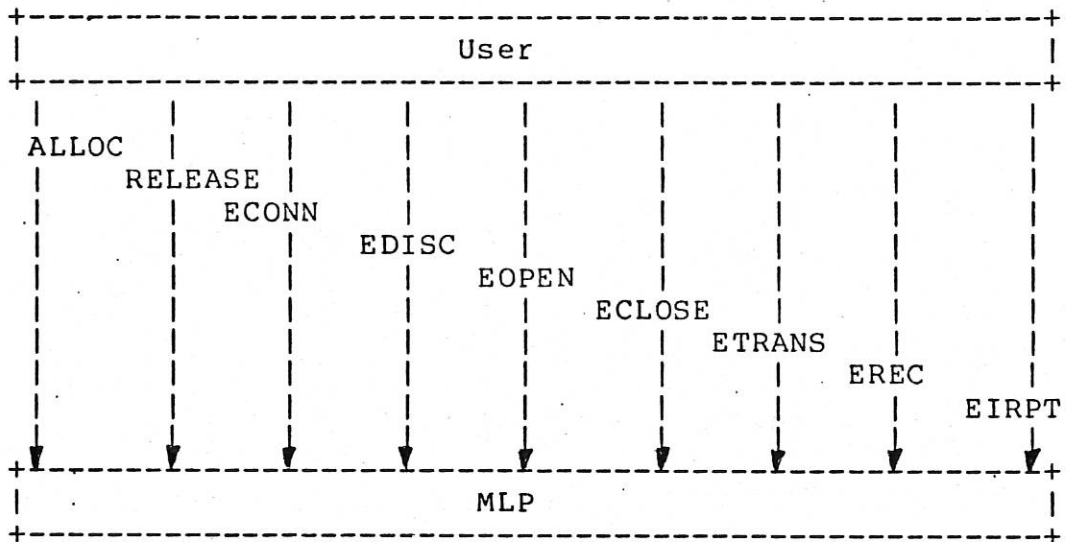 User
ALLOC
RELEASE
ECONN
EDISC
EOPEN
ECLOSE
ETRANS
EREC
EIRPT
MLP